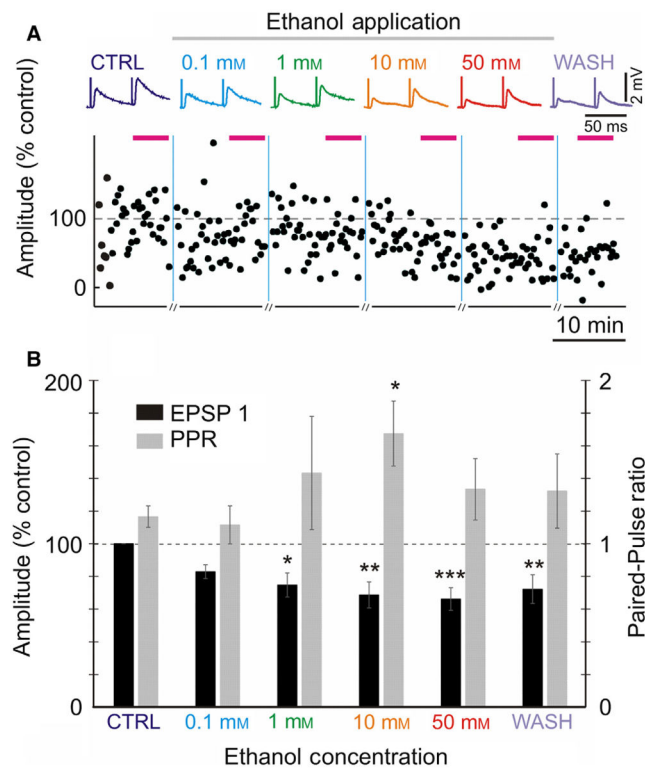 Ethanol application
A
CTRL 0.1 mM 1 mM 10 mM 50 mM WASH
2 mV
50 ms
Amplitude (% control)
100
0
// // // // //
10 min
B
200 2
EPSP 1
PPR
*
100 1
* ** *** **
Amplitude (% control)
Paired-Pulse ratio
0 0
CTRL 0.1 mM 1 mM 10 mM 50 mM WASH
Ethanol concentration